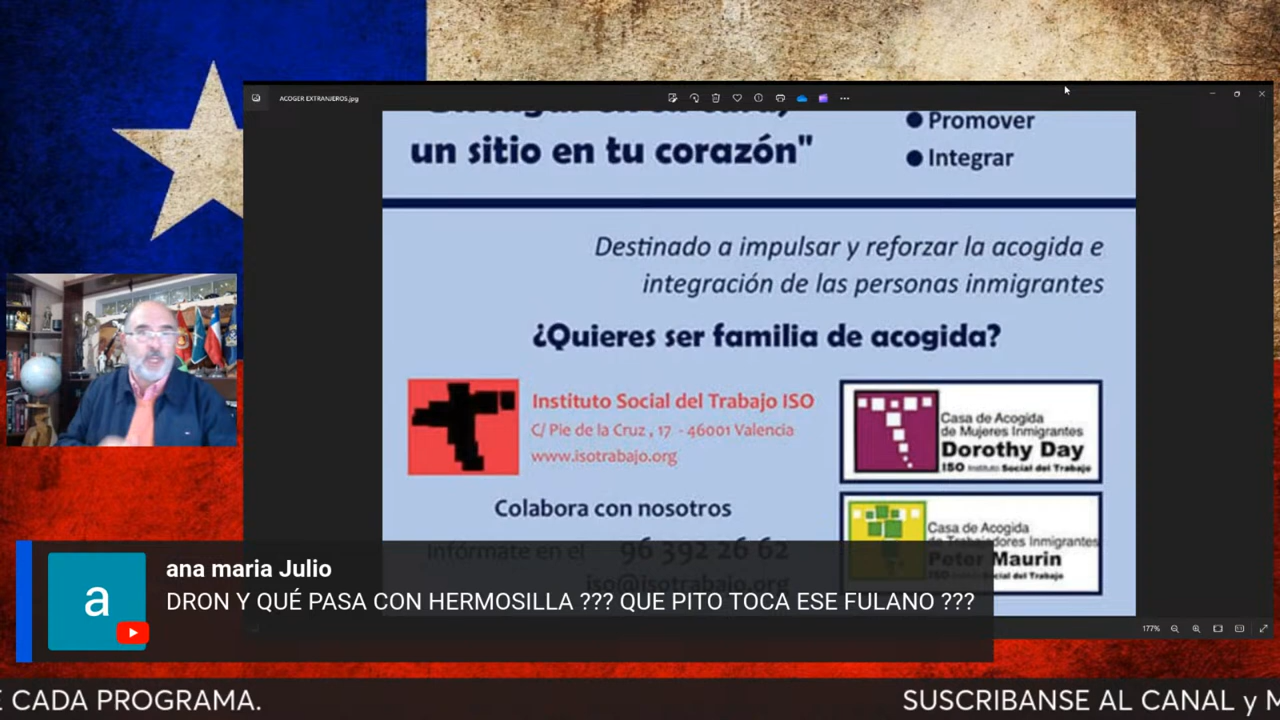 ACOGER EXTRANJEROS.jpg
un sitio en tu corazón"
● Promover
● Integrar
Destinado a impulsar y reforzar la acogida e
integración de las personas inmigrantes
¿Quieres ser familia de acogida?
Instituto Social del Trabajo ISO
C/ Pie de la Cruz , 17 - 46001 Valencia
www.isotrabajo.org
Casa de Acogida
de Mujeres Inmigrantes
Dorothy Day
ISO Instituto Social del Trabajo
Colabora con nosotros
Infórmate en el 96 392 26 62
iso@isotrabajo.org
Casa de Acogida
de Trabajadores Inmigrantes
Peter Maurin
ISO Instituto Social del Trabajo
a
ana maria Julio
DRON Y QUÉ PASA CON HERMOSILLA ??? QUE PITO TOCA ESE FULANO ???
177%
E CADA PROGRAMA.
SUSCRIBANSE AL CANAL y M